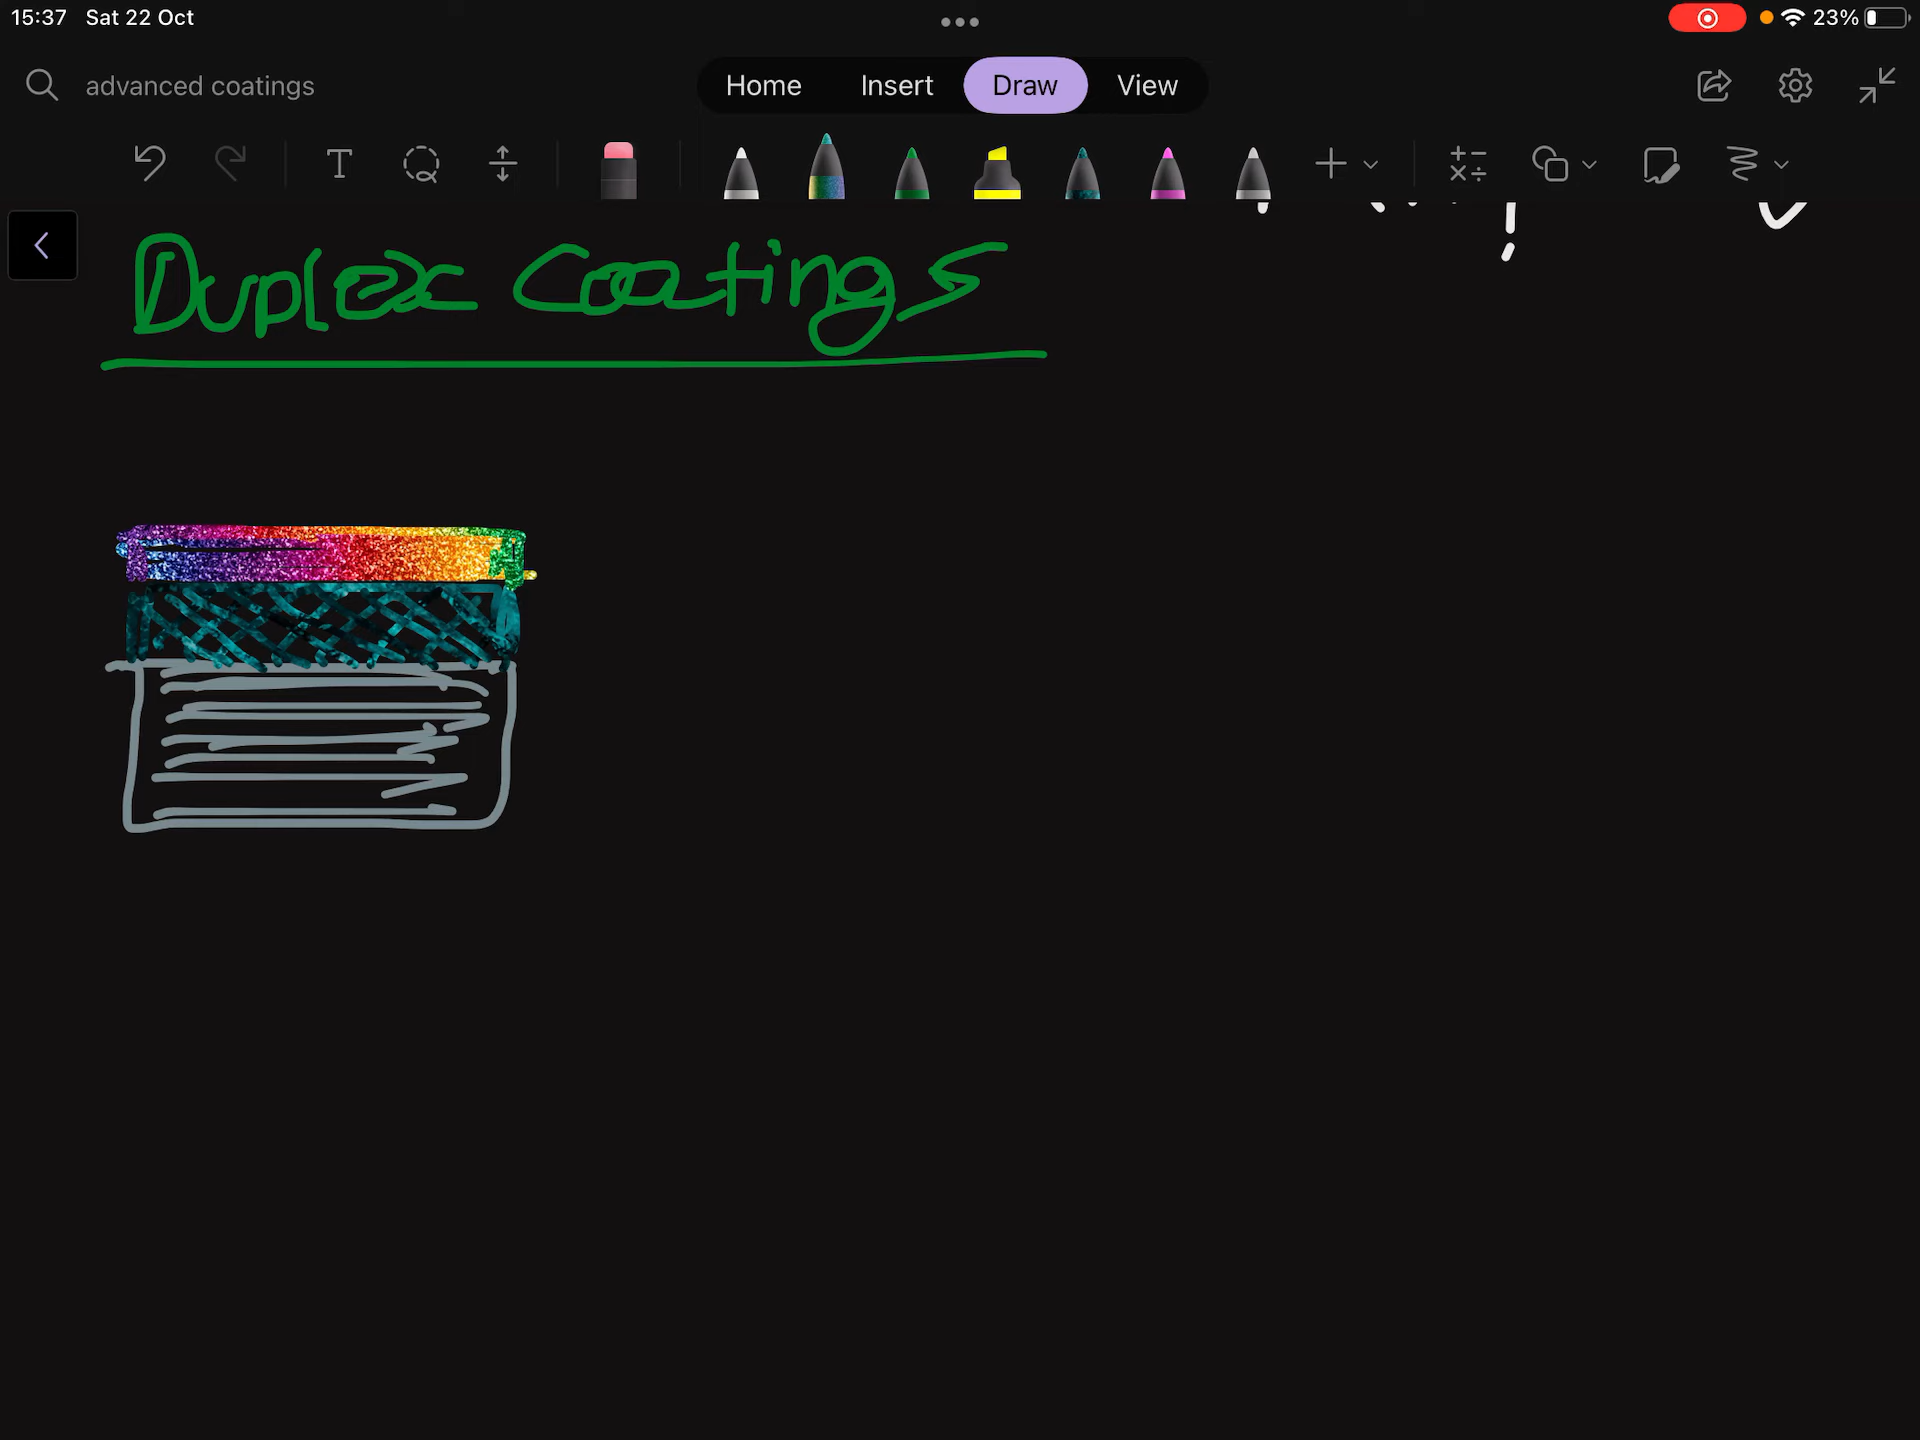 15:37 Sat 22 Oct 23%
advanced coatings Home Insert Draw View
T
Duplex Coatings